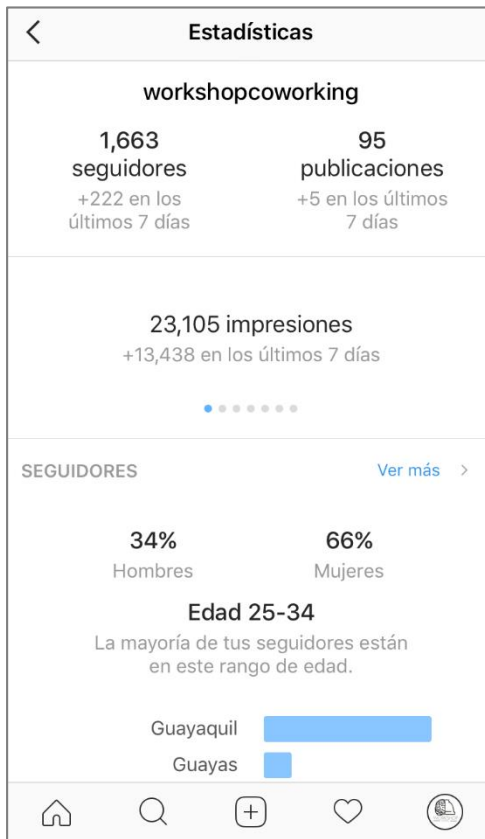 Estadísticas
workshopcoworking
1,663
seguidores
+222 en los
últimos 7 días
95
publicaciones
+5 en los últimos
7 días
23,105 impresiones
+13,438 en los últimos 7 días
SEGUIDORES
Ver más
34%
Hombres
66%
Mujeres
Edad 25-34
La mayoría de tus seguidores están
en este rango de edad.
Guayaquil
Guayas